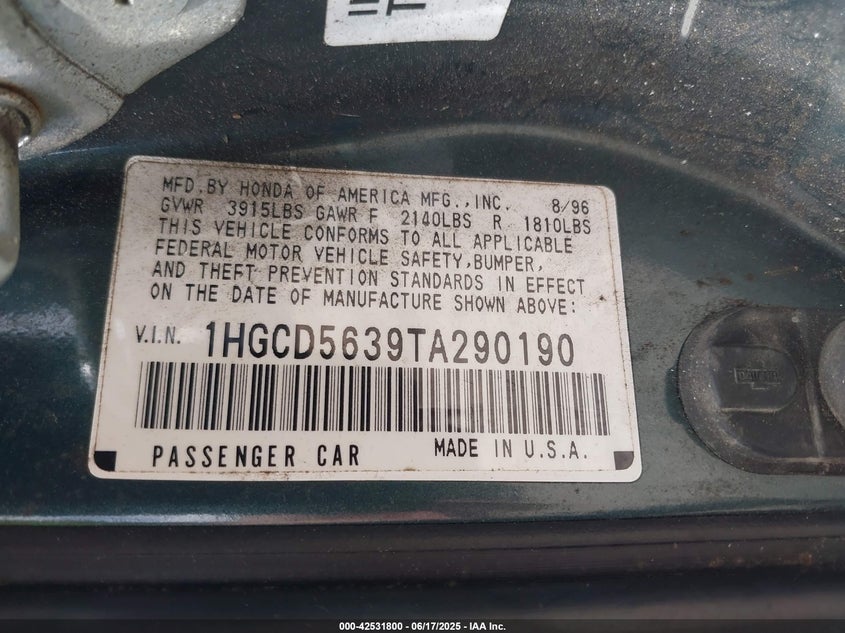 MFD.BY HONDA OF AMERICA MFG.,INC. 8/96
GVWR 3915LBS GAWR F 2140LBS R 1810LBS
THIS VEHICLE CONFORMS TO ALL APPLICABLE
FEDERAL MOTOR VEHICLE SAFETY,BUMPER,
AND THEFT PREVENTION STANDARDS IN EFFECT
ON THE DATE OF MANUFACTURE SHOWN ABOVE:
V.I.N. 1HGCD5639TA290190
PASSENGER CAR MADE IN U.S.A.
000-42531800 - 06/17/2025 - IAA Inc.